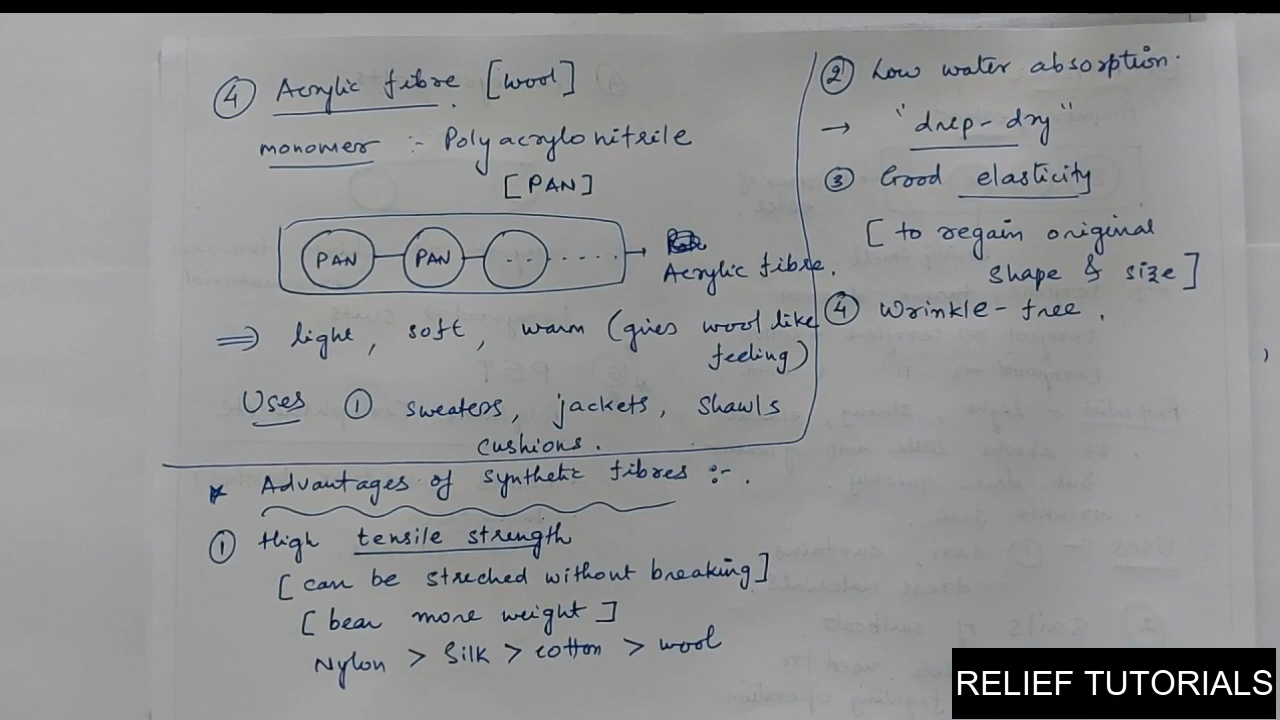 ④ Acrylic fibre [wool]
monomer :- Polyacrylonitrile
[PAN]
PAN PAN .. ..... →
Acrylic fibre.
⇒ light, soft, warm (gives wool like
feeling)
Uses ① sweaters, jackets, shawls
cushions.
* Advantages of synthetic fibres :-.
① High tensile strength
[can be streched without breaking]
[bear more weight]
Nylon > Silk > cotton > wool
② Low water absorption.
→ "drep-dry"
③ Good elasticity
[to regain original
shape & size]
④ Wrinkle-free.
RELIEF TUTORIALS